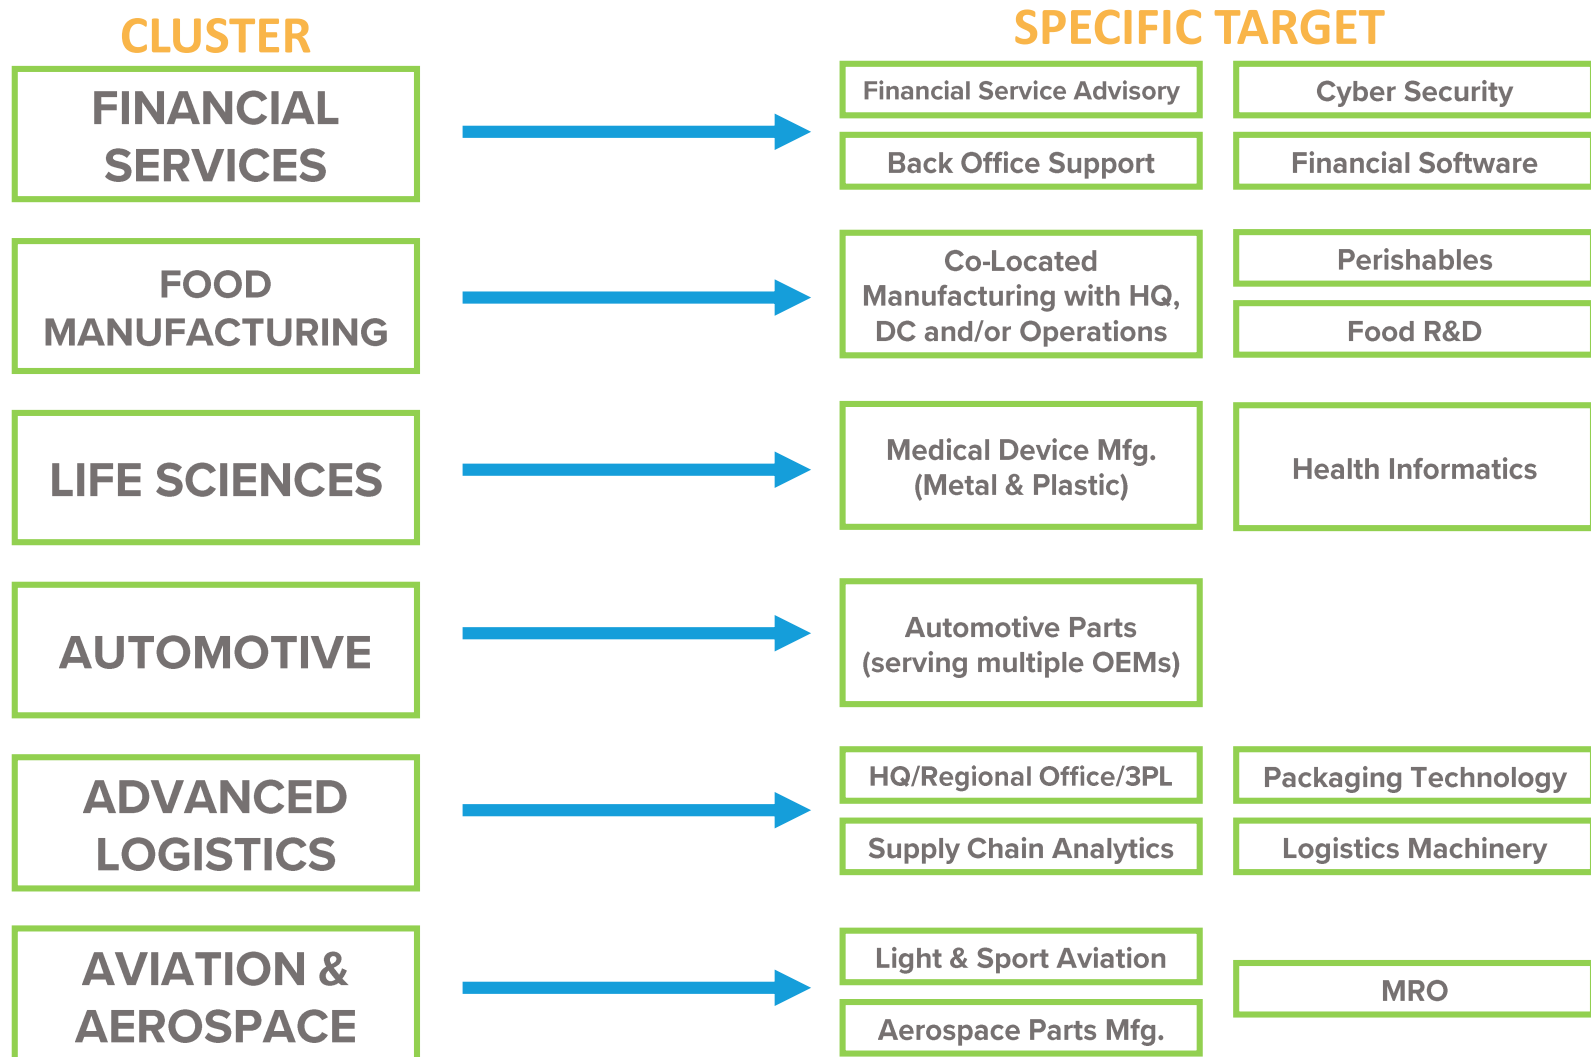 CLUSTER
SPECIFIC TARGET
FINANCIAL
SERVICES
Financial Service Advisory
Cyber Security
Back Office Support
Financial Software
FOOD
MANUFACTURING
Co-Located
Manufacturing with HQ,
DC and/or Operations
Perishables
Food R&D
LIFE SCIENCES
Medical Device Mfg.
(Metal & Plastic)
Health Informatics
AUTOMOTIVE
Automotive Parts
(serving multiple OEMs)
ADVANCED
LOGISTICS
HQ/Regional Office/3PL
Packaging Technology
Supply Chain Analytics
Logistics Machinery
AVIATION &
AEROSPACE
Light & Sport Aviation
Aerospace Parts Mfg.
MRO